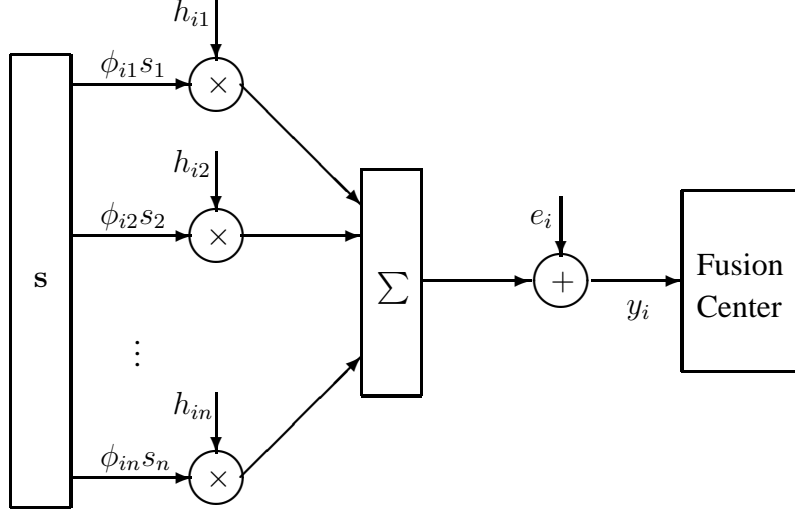 h_{i1}
ϕ_{i1}s_1
×
h_{i2}
ϕ_{i2}s_2
×
e_i
s
∑
+
Fusion
Center
y_i
⋮
h_{in}
ϕ_{in}s_n
×